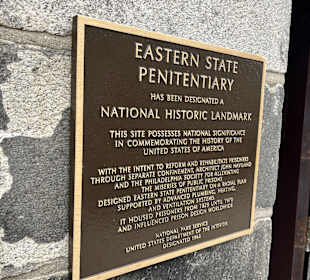 EASTERN STATE
PENITENTIARY
HAS BEEN DESIGNATED A
NATIONAL HISTORIC LANDMARK
THIS SITE POSSESSES NATIONAL SIGNIFICANCE
IN COMMEMORATING THE HISTORY OF THE
UNITED STATES OF AMERICA
WITH THE INTENT TO REFORM AND REHABILITATE PRISONERS
THROUGH SEPARATE CONFINEMENT, ARCHITECT JOHN HAVILAND
AND THE PHILADELPHIA SOCIETY FOR ALLEVIATING
THE MISERIES OF PUBLIC PRISONS
DESIGNED EASTERN STATE PENITENTIARY ON A RADIAL PLAN
SUPPORTED BY ADVANCED PLUMBING, HEATING,
AND VENTILATION SYSTEMS.
IT HOUSED PRISONERS FROM 1829 UNTIL 1970
AND INFLUENCED PRISON DESIGN WORLDWIDE
NATIONAL PARK SERVICE
UNITED STATES DEPARTMENT OF THE INTERIOR
DESIGNATED 1965